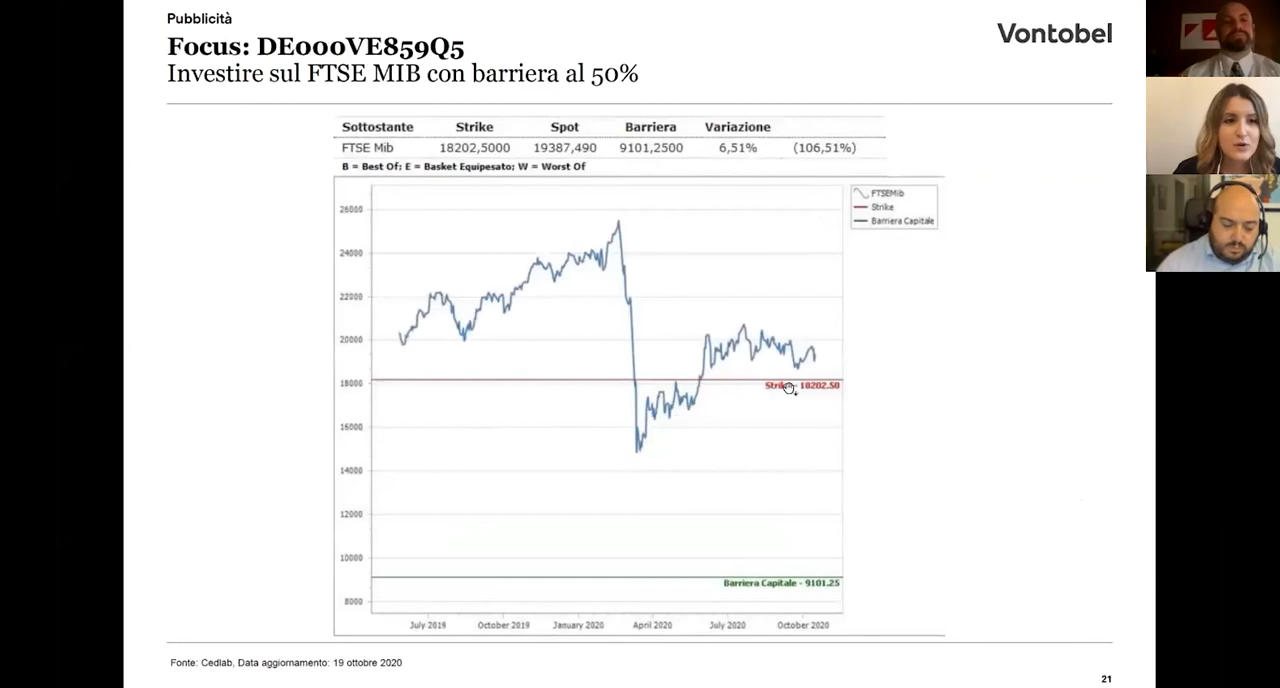 Pubblicità
Vontobel
Focus: DE000VE859Q5
Investire sul FTSE MIB con barriera al 50%
Sottostante Strike Spot Barriera Variazione
FTSE Mib 18202,5000 19387,490 9101,2500 6,51% (106,51%)
B = Best Of; E = Basket Equipesato; W = Worst Of
FTSEMib
Strike
Barriera Capitale
26000
24000
22000
20000
18000
16000
14000
12000
10000
8000
Strike - 18202.50
Barriera Capitale - 9101.25
July 2019 October 2019 January 2020 April 2020 July 2020 October 2020
Fonte: Cedlab, Data aggiornamento: 19 ottobre 2020
21